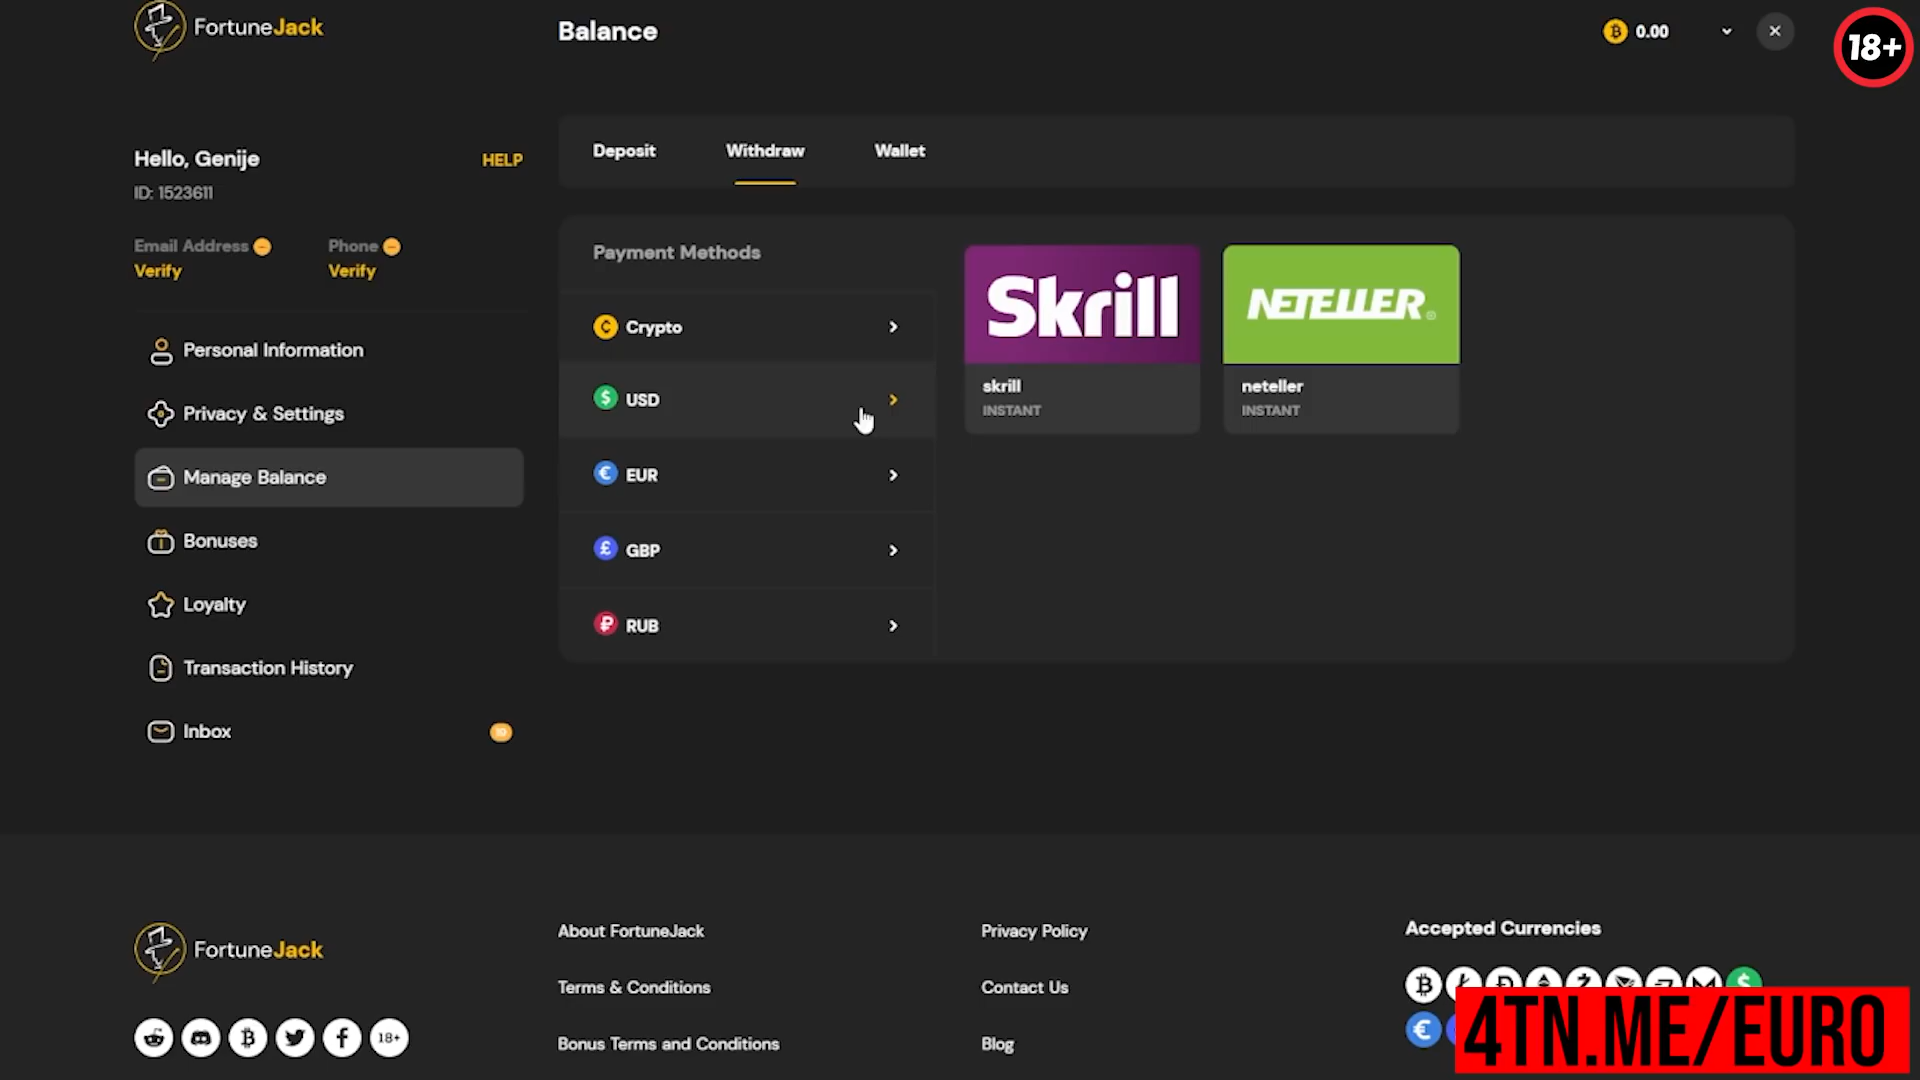 FortuneJack
Balance
0.00
18+
Hello, Genije
HELP
ID: 1523611
Email Address
Phone
Verify
Verify
Deposit
Withdraw
Wallet
Payment Methods
Crypto
USD
EUR
GBP
RUB
Skrill
skrill
INSTANT
NETELLER
neteller
INSTANT
Personal Information
Privacy & Settings
Manage Balance
Bonuses
Loyalty
Transaction History
Inbox
FortuneJack
18+
About FortuneJack
Terms & Conditions
Bonus Terms and Conditions
Privacy Policy
Contact Us
Blog
Accepted Currencies
4TN.ME/EURO